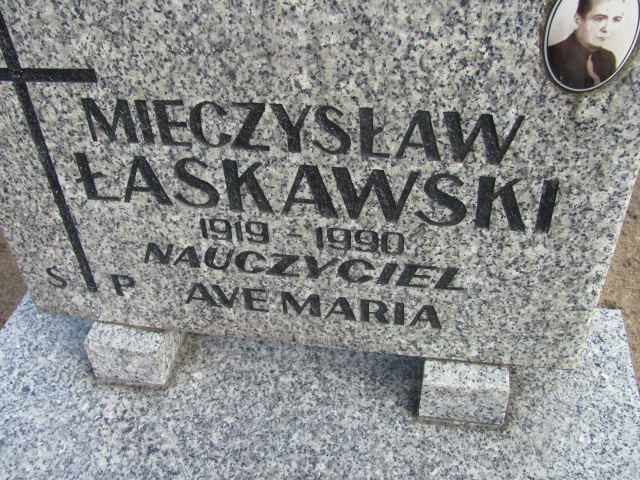 MIECZYSŁAW
ŁASKAWSKI
1919 - 1990
NAUCZYCIEL
S P
AVE MARIA